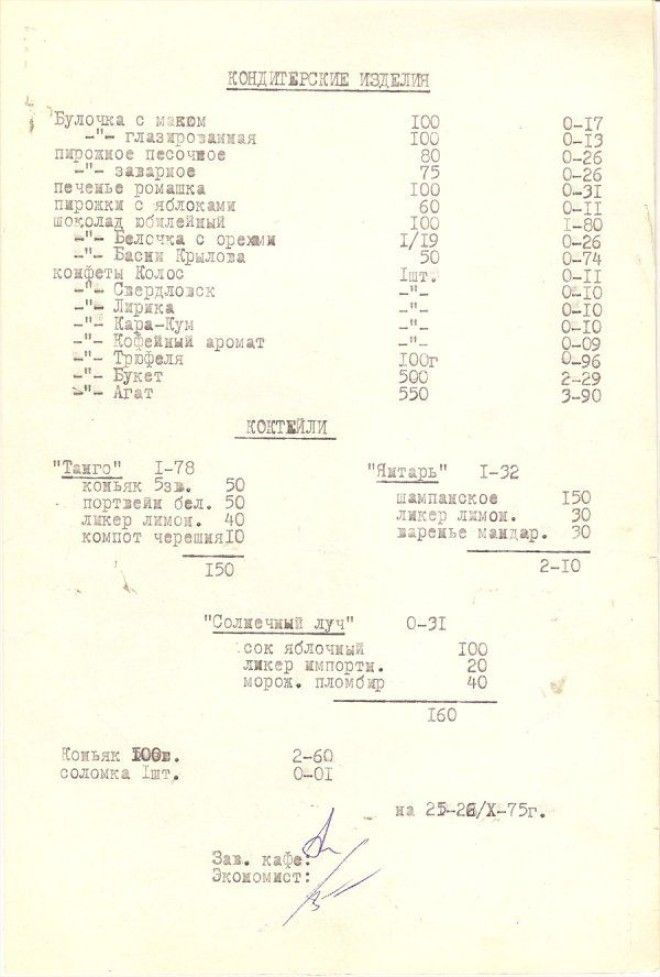 КОНДИТЕРСКИЕ ИЗДЕЛИЯ
Булочка с маком 100 0-17
-"- глазированная 100 0-13
пирожное песочное 80 0-26
-"- заварное 75 0-26
печенье ромашка 100 0-31
пирожки с яблоками 60 0-11
шоколад юбилейный 100 1-80
-"- Белочка с орехами 1/19 0-26
-"- Басни Крылова 50 0-74
конфеты Колос 1шт. 0-11
-"- Свердловск -"- 0-10
-"- Лирика -"- 0-10
-"- Кара-Кум -"- 0-10
-"- Кофейный аромат -"- 0-09
-"- Трюфеля 100г 0-96
-"- Букет 500 2-29
-"- Агат 550 3-90
КОКТЕЙЛИ
"Танго" 1-78
коньяк 5зв. 50
портвейн бел. 50
ликер лимон. 40
компот черешня 10
150
"Янтарь" 1-32
шампанское 150
ликер лимон. 30
варенье мандар. 30
2-10
"Солнечный луч" 0-31
сок яблочный 100
ликер импортн. 20
морож. пломбир 40
160
Коньяк 100г. 2-60
соломка 1шт. 0-01
на 25-26/X-75г.
Зав. кафе:
Экономист: